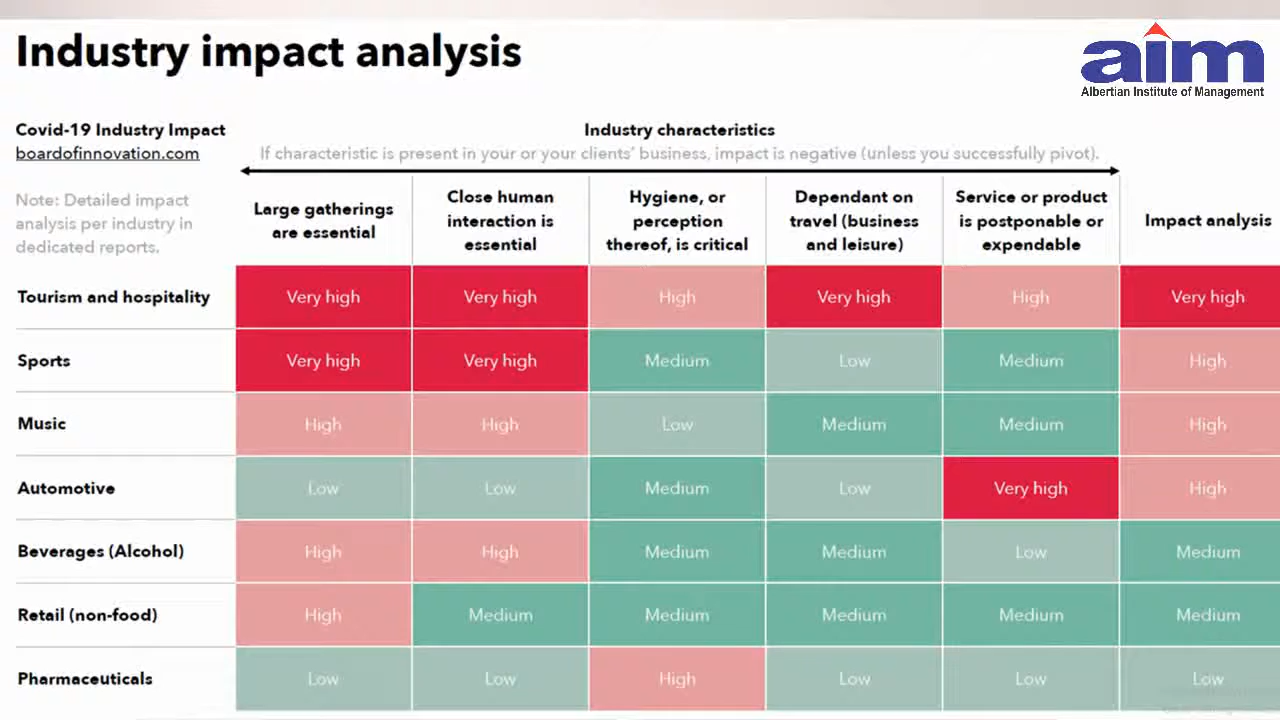 Industry impact analysis
aim
Albertian Institute of Management
Covid-19 Industry Impact
boardofinnovation.com
Note: Detailed impact
analysis per industry in
dedicated reports.
Industry characteristics
If characteristic is present in your or your clients' business, impact is negative (unless you successfully pivot).
Large gatherings
are essential
Close human
interaction is
essential
Hygiene, or
perception
thereof, is critical
Dependant on
travel (business
and leisure)
Service or product
is postponable or
expendable
Impact analysis
Tourism and hospitality Very high Very high High Very high High Very high
Sports Very high Very high Medium Low Medium High
Music High High Low Medium Medium High
Automotive Low Low Medium Low Very high High
Beverages (Alcohol) High High Medium Medium Low Medium
Retail (non-food) High Medium Medium Medium Medium Medium
Pharmaceuticals Low Low High Low Low Low